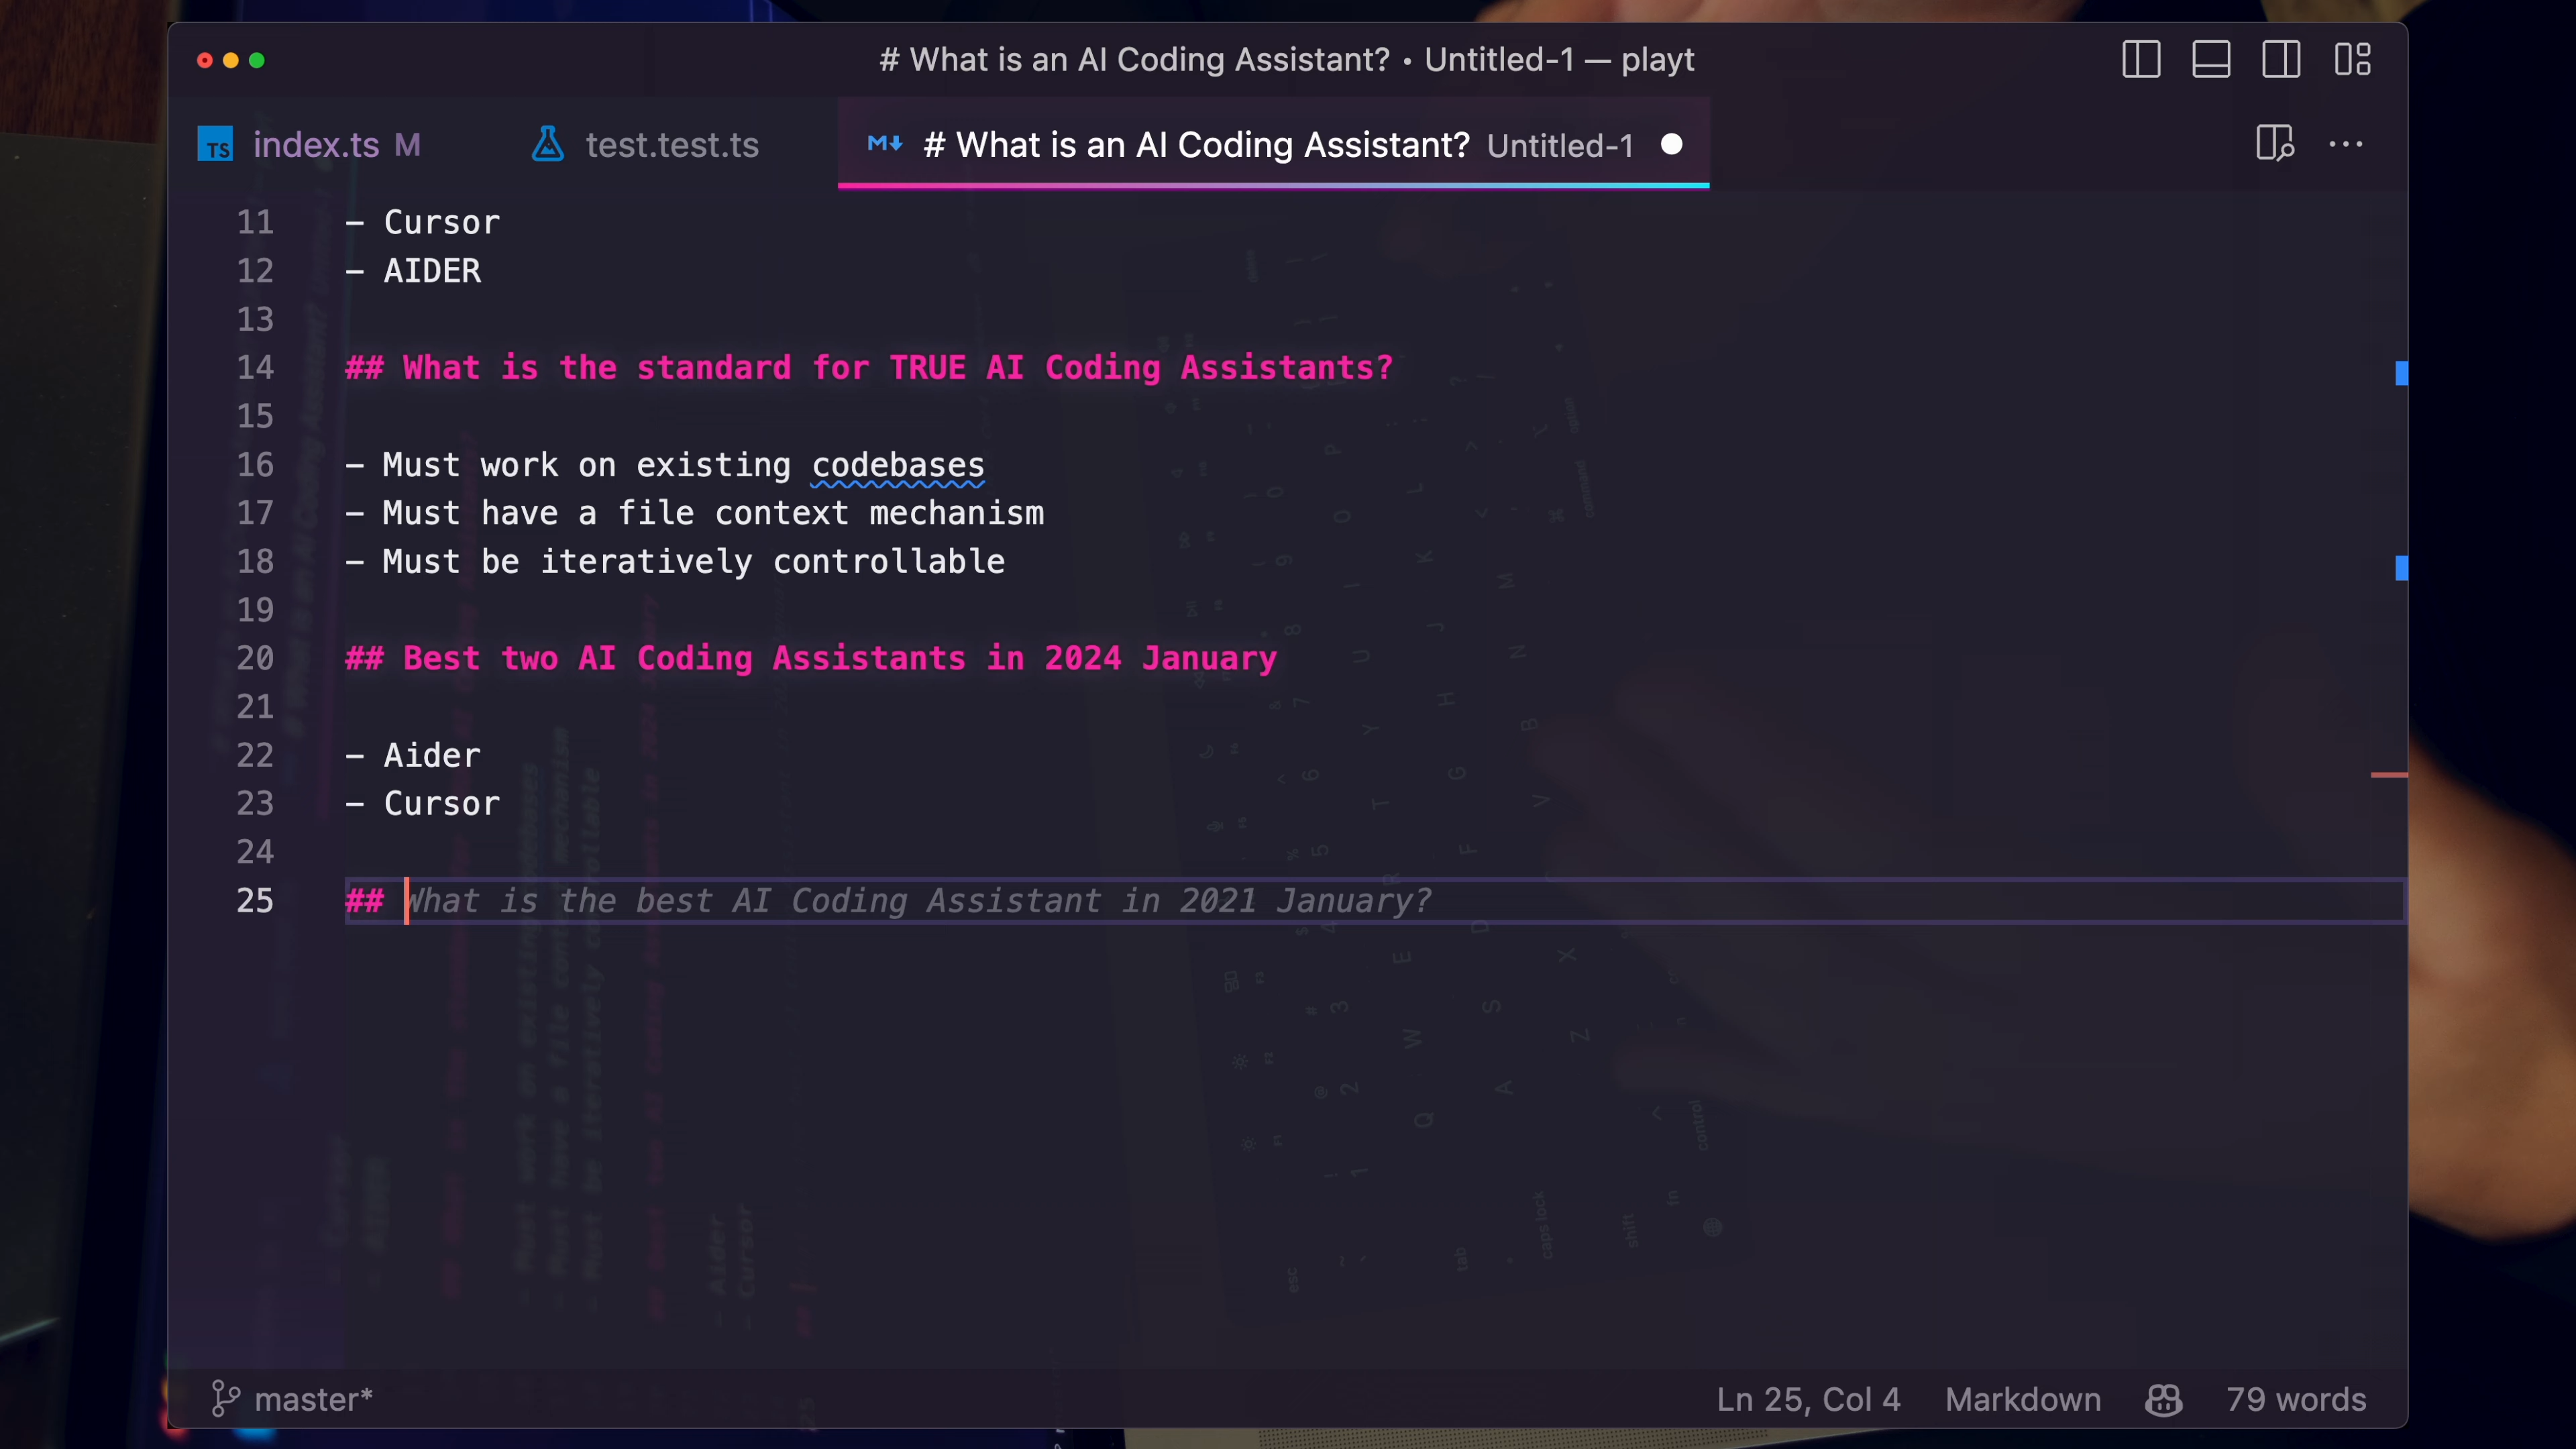 # What is an AI Coding Assistant? • Untitled-1 — playt
TS index.ts M
test.test.ts
# What is an AI Coding Assistant? Untitled-1
11 - Cursor
12 - AIDER
13
14 ## What is the standard for TRUE AI Coding Assistants?
15
16 - Must work on existing codebases
17 - Must have a file context mechanism
18 - Must be iteratively controllable
19
20 ## Best two AI Coding Assistants in 2024 January
21
22 - Aider
23 - Cursor
24
25 ## What is the best AI Coding Assistant in 2021 January?
master*
Ln 25, Col 4
Markdown
79 words